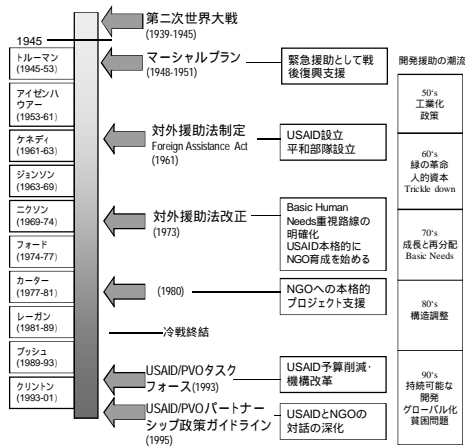 1945
トルーマン
(1945-53)
アイゼンハ
ウアー
(1953-61)
ケネディ
(1961-63)
ジョンソン
(1963-69)
ニクソン
(1969-74)
フォード
(1974-77)
カーター
(1977-81)
レーガン
(1981-89)
ブッシュ
(1989-93)
クリントン
(1993-01)
第二次世界大戦
(1939-1945)
マーシャルプラン
(1948-1951)
対外援助法制定
Foreign Assistance Act
(1961)
対外援助法改正
(1973)
(1980)
冷戦終結
USAID/PVOタスク
フォース(1993)
USAID/PVOパートナー
シップ政策ガイドライン
(1995)
緊急援助として戦
後復興支援
USAID設立
平和部隊設立
Basic Human
Needs重視路線の
明確化
USAID本格的に
NGO育成を始める
NGOへの本格的
プロジェクト支援
USAID予算削減・
機構改革
USAIDとNGOの
対話の深化
開発援助の潮流
50's
工業化
政策
60's
緑の革命
人的資本
Trickle down
70's
成長と再分配
Basic Needs
80's
構造調整
90's
持続可能な
開発
グローバル化
貧困問題